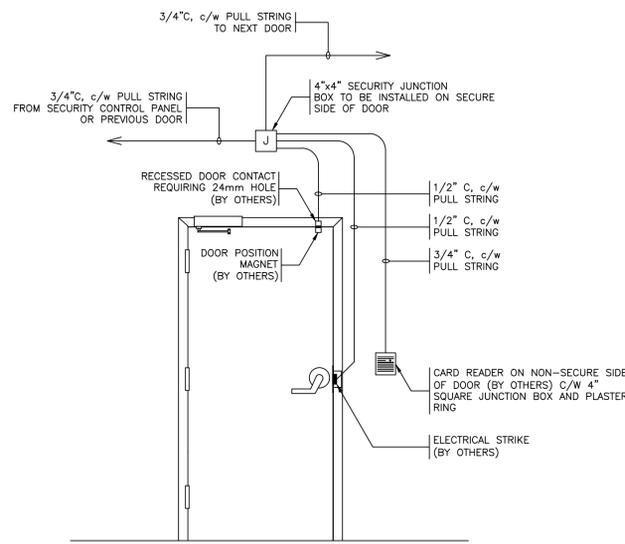 3/4"C, c/w PULL STRING
TO NEXT DOOR
3/4"C, c/w PULL STRING
FROM SECURITY CONTROL PANEL
OR PREVIOUS DOOR
4"x4" SECURITY JUNCTION
BOX TO BE INSTALLED ON SECURE
SIDE OF DOOR
J
RECESSED DOOR CONTACT
REQUIRING 24mm HOLE
(BY OTHERS)
1/2" C, c/w
PULL STRING
1/2" C, c/w
PULL STRING
DOOR POSITION
MAGNET
(BY OTHERS)
3/4" C, c/w
PULL STRING
CARD READER ON NON-SECURE SIDE
OF DOOR (BY OTHERS) C/W 4"
SQUARE JUNCTION BOX AND PLASTER
RING
ELECTRICAL STRIKE
(BY OTHERS)